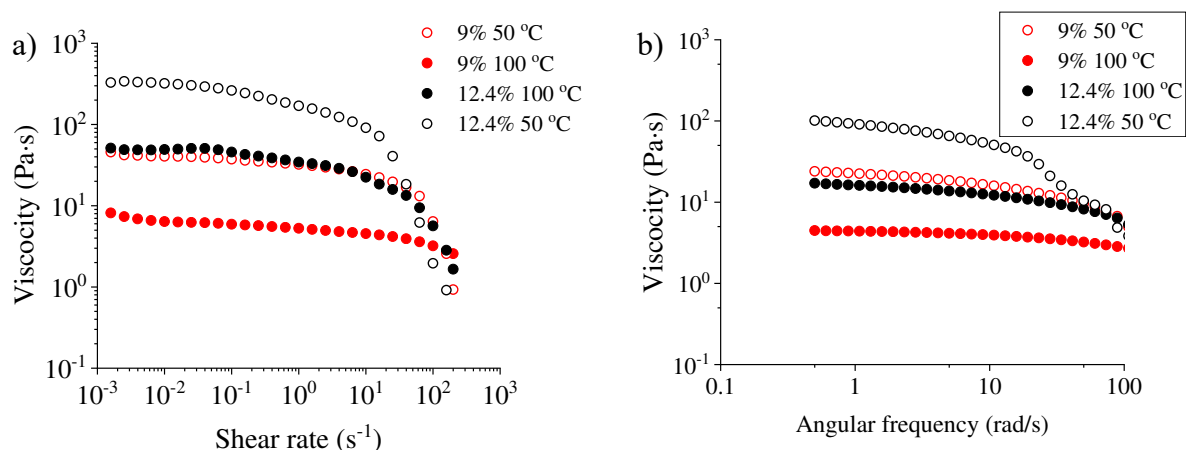 a)
9% 50 ºC
9% 100 ºC
12.4% 100 ºC
12.4% 50 ºC
Viscocity (Pa·s)
10³
10²
10¹
10⁰
10⁻¹
10⁻³ 10⁻² 10⁻¹ 10⁰ 10¹ 10² 10³
Shear rate (s⁻¹)
b)
9% 50 ºC
9% 100 ºC
12.4% 100 ºC
12.4% 50 ºC
Viscocity (Pa·s)
10³
10²
10¹
10⁰
10⁻¹
0.1 1 10 100
Angular frequency (rad/s)